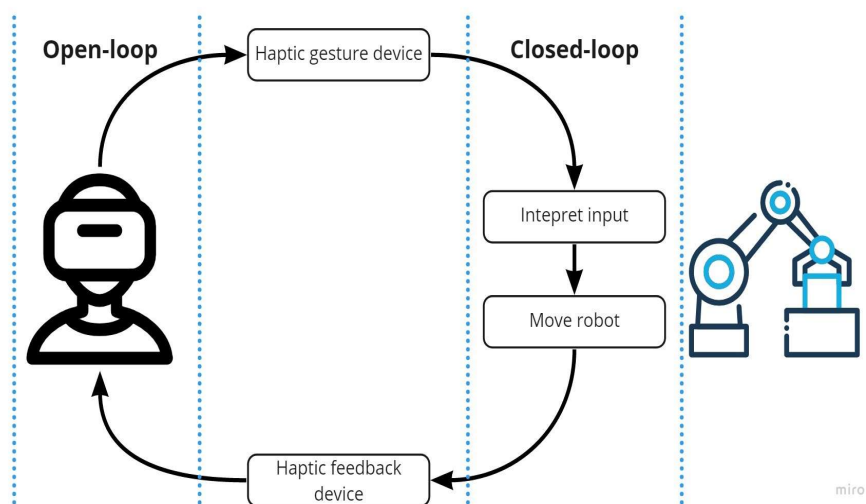 Open-loop
Haptic gesture device
Closed-loop
Intepret input
Move robot
Haptic feedback
device
miro